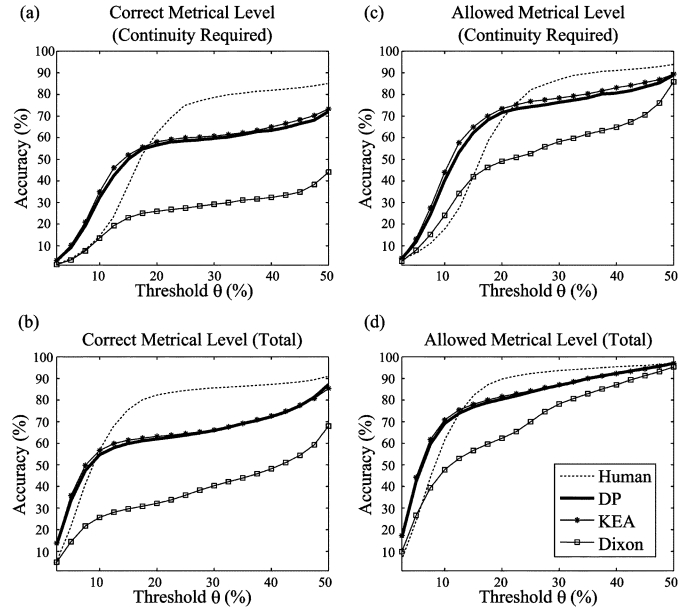 (a)
Correct Metrical Level
(Continuity Required)
Accuracy (%)
100
90
80
70
60
50
40
30
20
10
10 20 30 40 50
Threshold θ (%)
(c)
Allowed Metrical Level
(Continuity Required)
Accuracy (%)
100
90
80
70
60
50
40
30
20
10
10 20 30 40 50
Threshold θ (%)
(b)
Correct Metrical Level (Total)
Accuracy (%)
100
90
80
70
60
50
40
30
20
10
10 20 30 40 50
Threshold θ (%)
(d)
Allowed Metrical Level (Total)
Accuracy (%)
100
90
80
70
60
50
40
30
20
10
10 20 30 40 50
Threshold θ (%)
Human
DP
KEA
Dixon